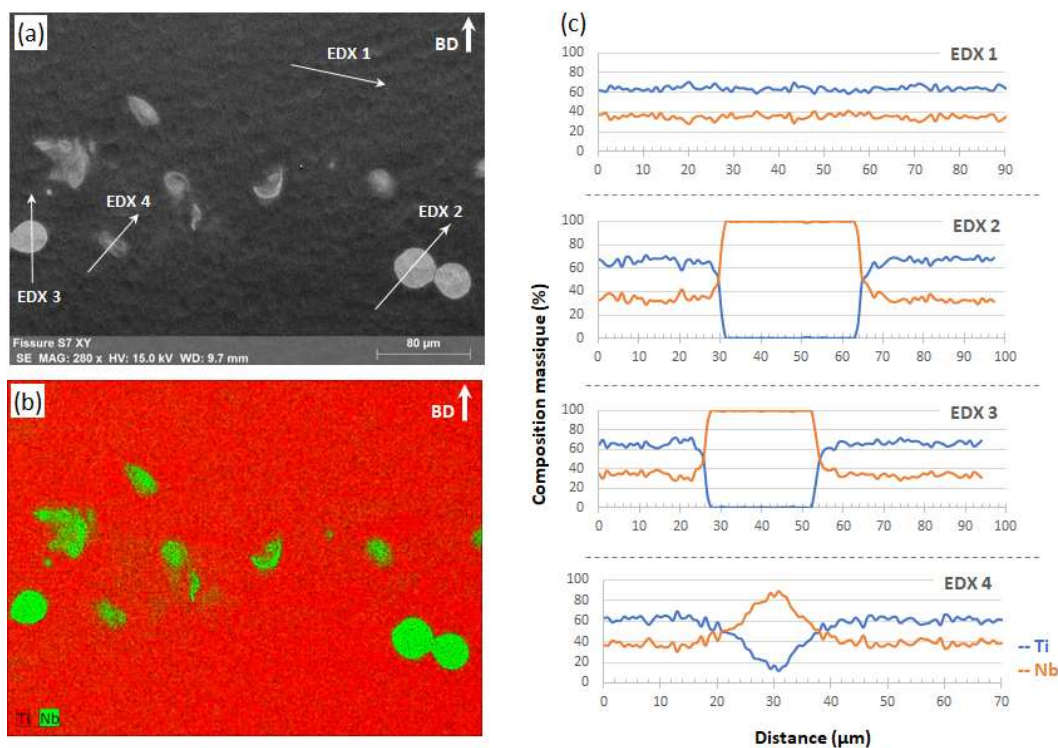 (a)
BD
EDX 1
EDX 4
EDX 2
EDX 3
Fissure S7 XY
SE MAG: 280 x HV: 15.0 kV WD: 9.7 mm
80 µm
(b)
BD
Ti Nb
(c)
Composition massique (%)
EDX 1
100
80
60
40
20
0
0 10 20 30 40 50 60 70 80 90
EDX 2
100
80
60
40
20
0
0 10 20 30 40 50 60 70 80 90 100
EDX 3
100
80
60
40
20
0
0 10 20 30 40 50 60 70 80 90 100
EDX 4
100
80
60
40
20
0
0 10 20 30 40 50 60 70
Ti
Nb
Distance (µm)